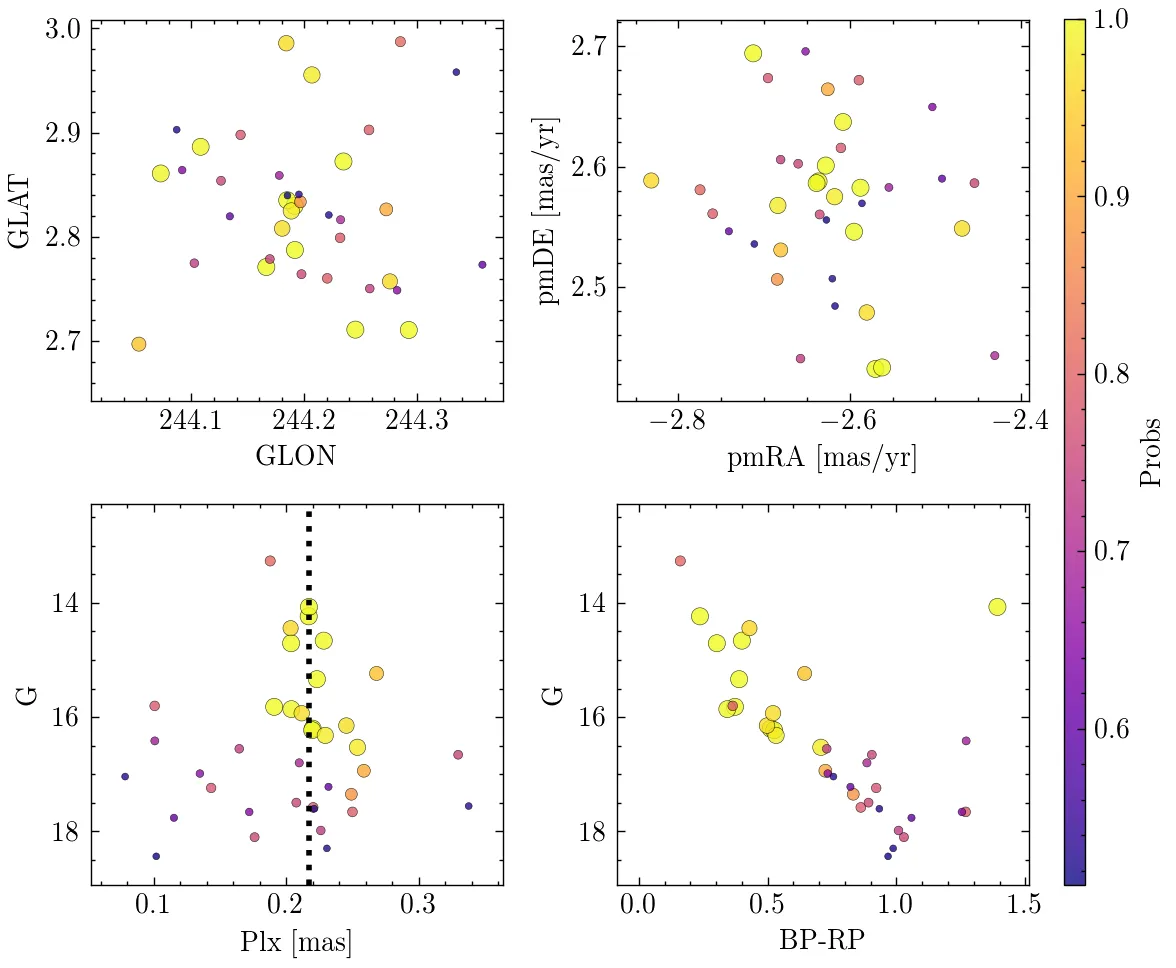 3.0
2.9
2.8
2.7
GLAT
244.1 244.2 244.3
GLON
2.7
2.6
2.5
pmDE [mas/yr]
−2.8 −2.6 −2.4
pmRA [mas/yr]
14
16
18
G
0.1 0.2 0.3
Plx [mas]
14
16
18
G
0.0 0.5 1.0 1.5
BP-RP
1.0
0.9
0.8
0.7
0.6
Probs